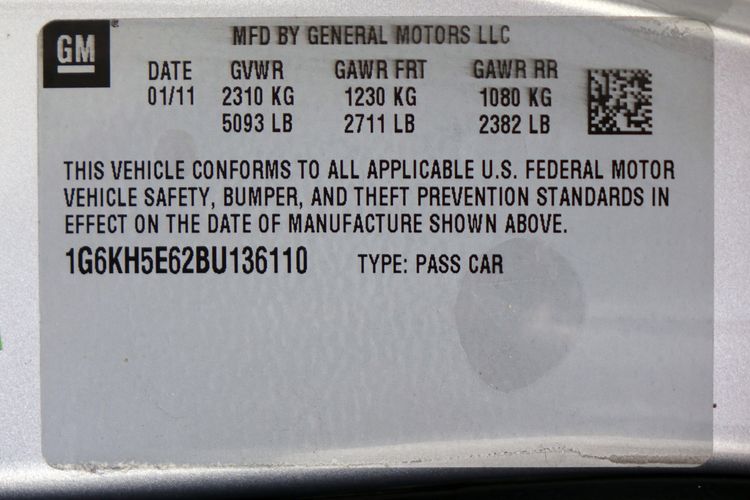 GM
MFD BY GENERAL MOTORS LLC
DATE GVWR GAWR FRT GAWR RR
01/11 2310 KG 1230 KG 1080 KG
5093 LB 2711 LB 2382 LB
THIS VEHICLE CONFORMS TO ALL APPLICABLE U.S. FEDERAL MOTOR
VEHICLE SAFETY, BUMPER, AND THEFT PREVENTION STANDARDS IN
EFFECT ON THE DATE OF MANUFACTURE SHOWN ABOVE.
1G6KH5E62BU136110 TYPE: PASS CAR